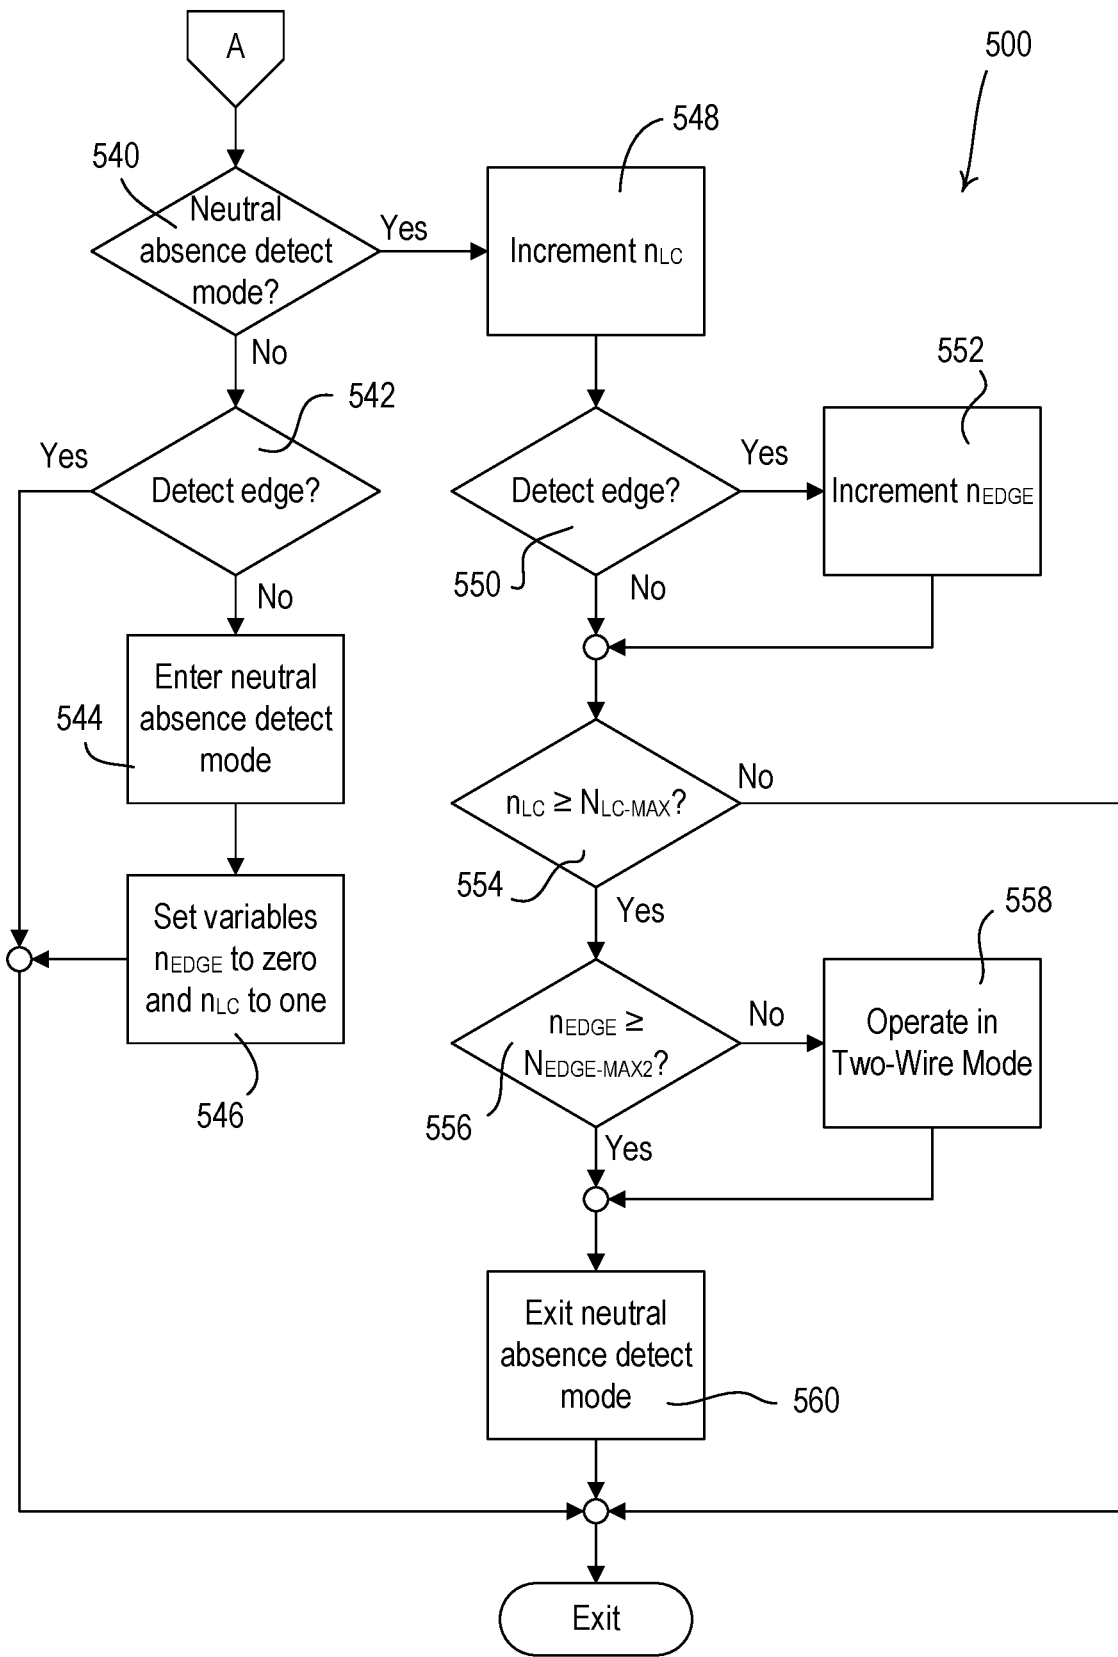 A
500
548
540
Neutral
absence detect
mode?
Yes
Increment nLC
No
552
542
Yes
Detect edge?
Detect edge?
Yes
Increment nEDGE
550
No
No
Enter neutral
absence detect
mode
544
nLC ≥ NLC-MAX?
No
554
Yes
558
Set variables
nEDGE to zero
and nLC to one
546
nEDGE ≥
NEDGE-MAX2?
No
Operate in
Two-Wire Mode
556
Yes
Exit neutral
absence detect
mode
560
Exit